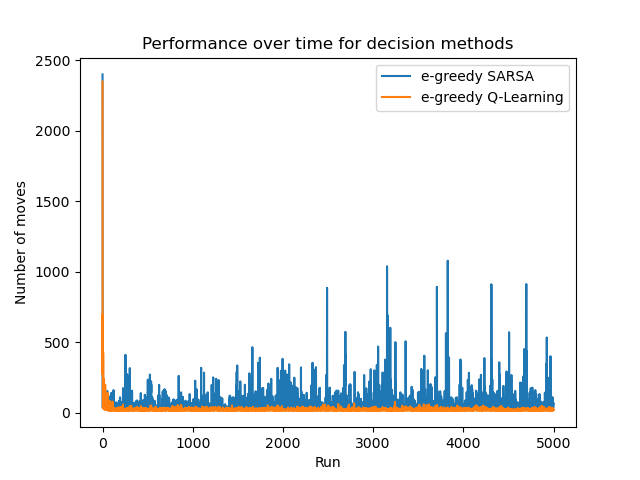 Performance over time for decision methods
e-greedy SARSA
e-greedy Q-Learning
Number of moves
2500
2000
1500
1000
500
0
0 1000 2000 3000 4000 5000
Run